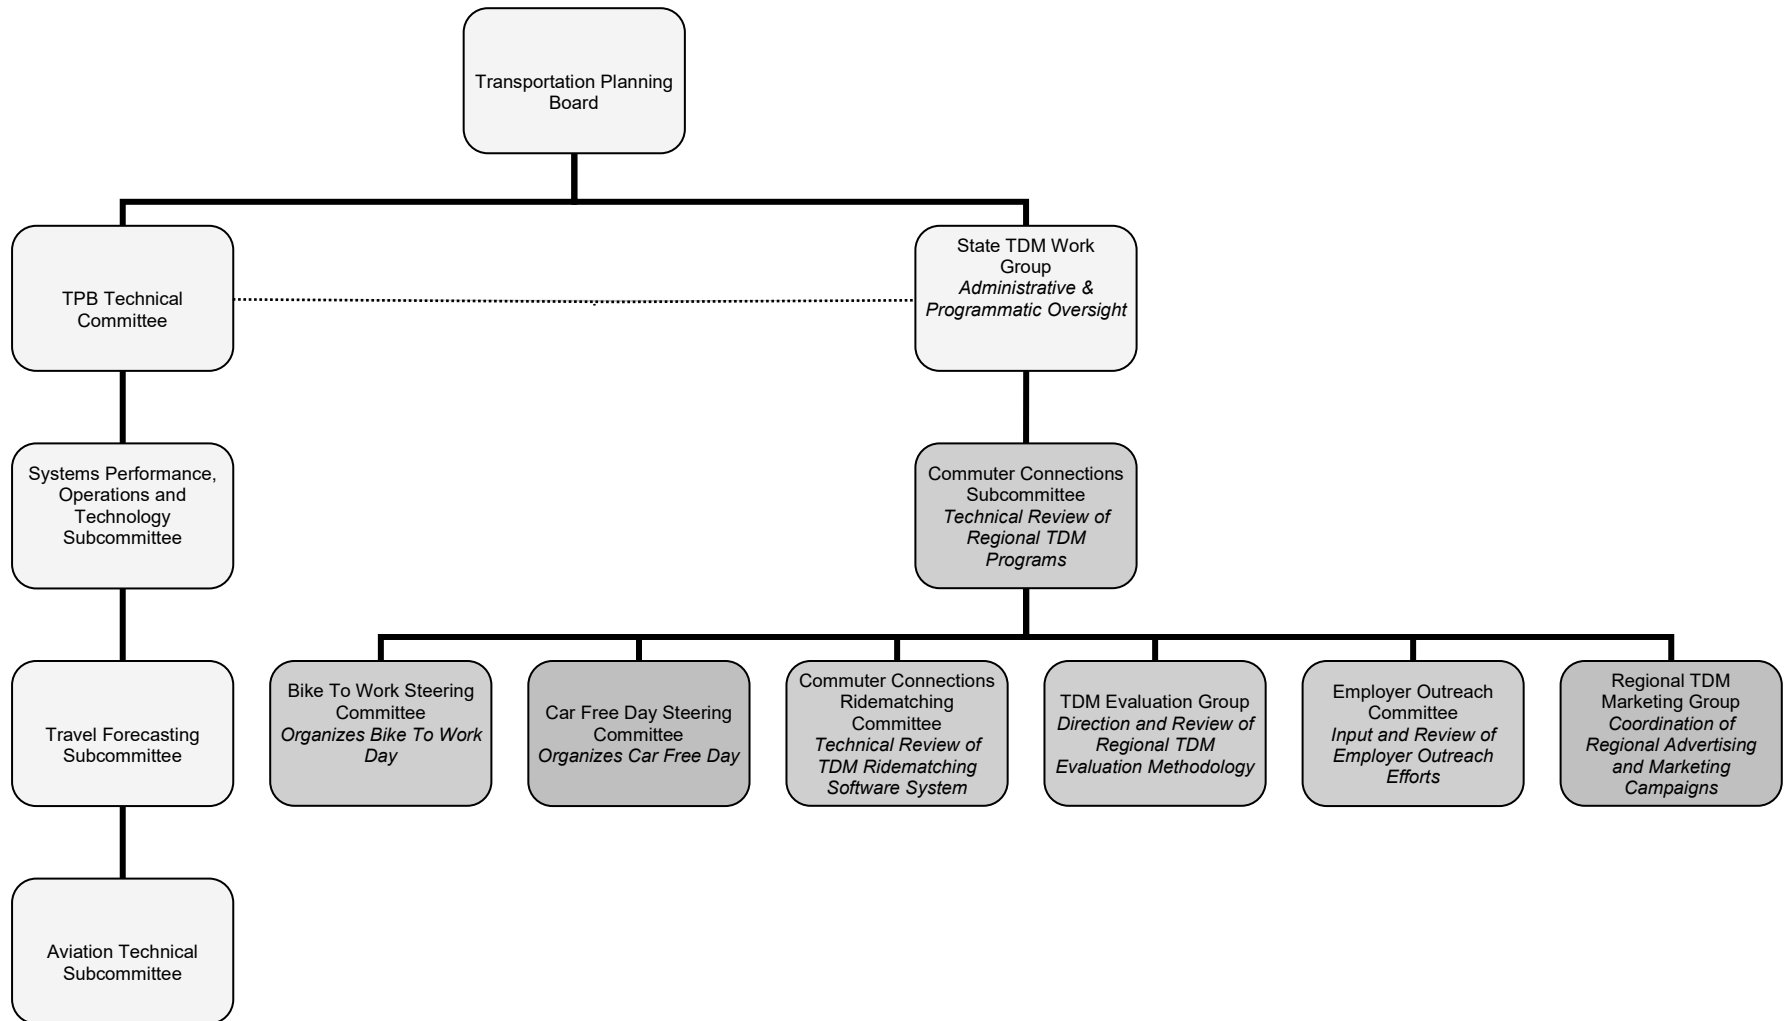 Transportation Planning
Board
TPB Technical
Committee
State TDM Work
Group
Administrative &
Programmatic Oversight
Systems Performance,
Operations and
Technology
Subcommittee
Commuter Connections
Subcommittee
Technical Review of
Regional TDM
Programs
Travel Forecasting
Subcommittee
Bike To Work Steering
Committee
Organizes Bike To Work
Day
Car Free Day Steering
Committee
Organizes Car Free Day
Commuter Connections
Ridematching
Committee
Technical Review of
TDM Ridematching
Software System
TDM Evaluation Group
Direction and Review of
Regional TDM
Evaluation Methodology
Employer Outreach
Committee
Input and Review of
Employer Outreach
Efforts
Regional TDM
Marketing Group
Coordination of
Regional Advertising
and Marketing
Campaigns
Aviation Technical
Subcommittee